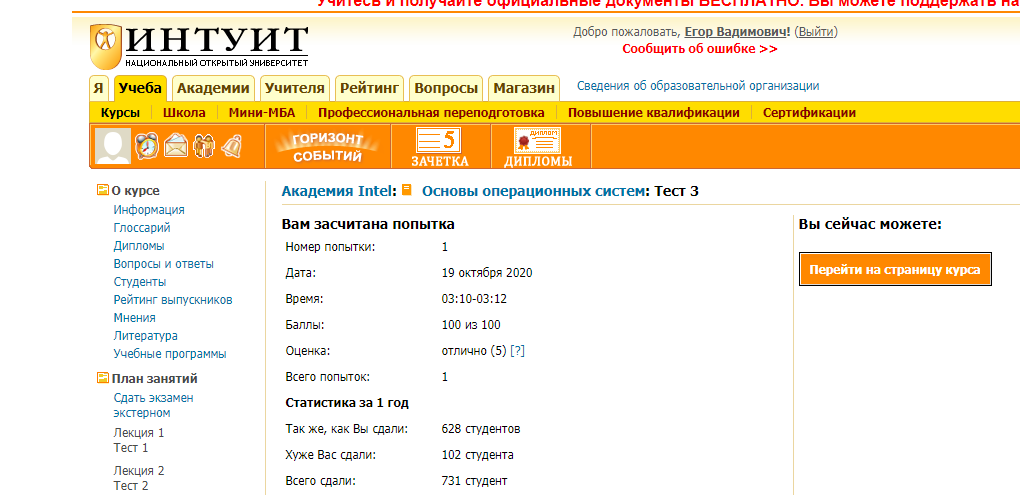 Учитесь и получайте официальные документы БЕСПЛАТНО. Вы можете поддержать на
ИНТУИТ
НАЦИОНАЛЬНЫЙ ОТКРЫТЫЙ УНИВЕРСИТЕТ
Добро пожаловать, Егор Вадимович! (Выйти)
Сообщить об ошибке >>
Я Учеба Академии Учителя Рейтинг Вопросы Магазин Сведения об образовательной организации
Курсы Школа Мини-МБА Профессиональная переподготовка Повышение квалификации Сертификации
ГОРИЗОНТ
СОБЫТИЙ
5
ЗАЧЕТКА
ДИПЛОМ
ДИПЛОМЫ
О курсе
Информация
Глоссарий
Дипломы
Вопросы и ответы
Студенты
Рейтинг выпускников
Мнения
Литература
Учебные программы
План занятий
Сдать экзамен
экстерном
Лекция 1
Тест 1
Лекция 2
Тест 2
Академия Intel: Основы операционных систем: Тест 3
Вам засчитана попытка
Номер попытки: 1
Дата: 19 октября 2020
Время: 03:10-03:12
Баллы: 100 из 100
Оценка: отлично (5) [?]
Всего попыток: 1
Статистика за 1 год
Так же, как Вы сдали: 628 студентов
Хуже Вас сдали: 102 студента
Всего сдали: 731 студент
Вы сейчас можете:
Перейти на страницу курса